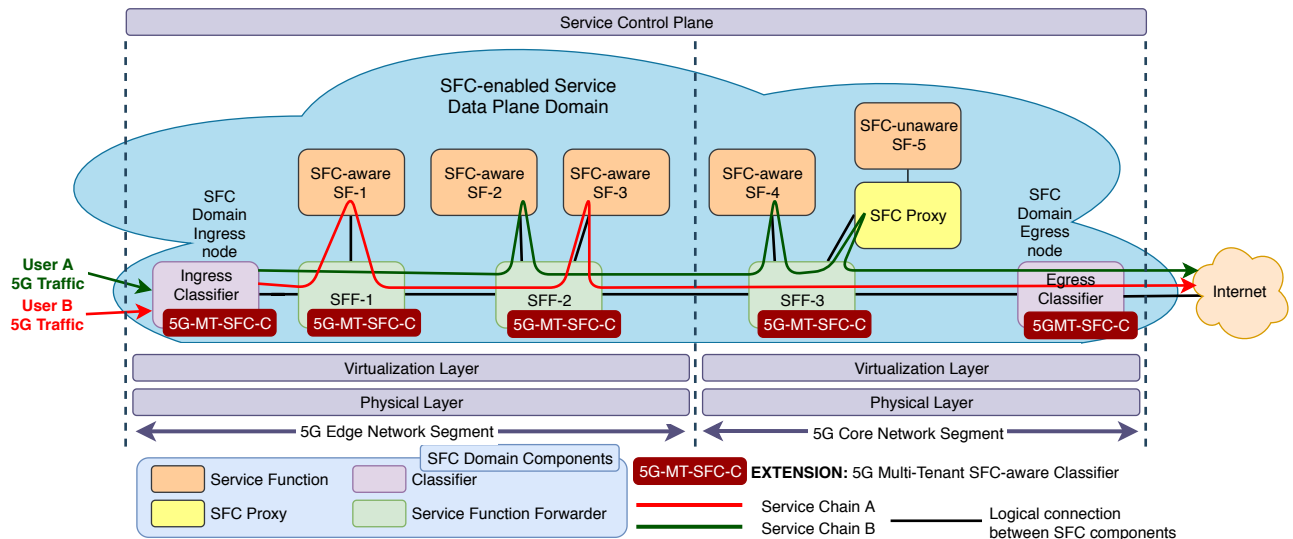 Service Control Plane
SFC-enabled Service
Data Plane Domain
SFC-unaware
SF-5
SFC-aware
SF-1
SFC-aware
SF-2
SFC-aware
SF-3
SFC-aware
SF-4
SFC Proxy
SFC
Domain
Ingress
node
SFC
Domain
Egress
node
User A
5G Traffic
User B
5G Traffic
Ingress
Classifier
5G-MT-SFC-C
SFF-1
5G-MT-SFC-C
SFF-2
5G-MT-SFC-C
SFF-3
5G-MT-SFC-C
Egress
Classifier
5GMT-SFC-C
Internet
Virtualization Layer
Virtualization Layer
Physical Layer
Physical Layer
5G Edge Network Segment
5G Core Network Segment
SFC Domain Components
Service Function
Classifier
SFC Proxy
Service Function Forwarder
5G-MT-SFC-C
EXTENSION: 5G Multi-Tenant SFC-aware Classifier
Service Chain A
Service Chain B
Logical connection
between SFC components